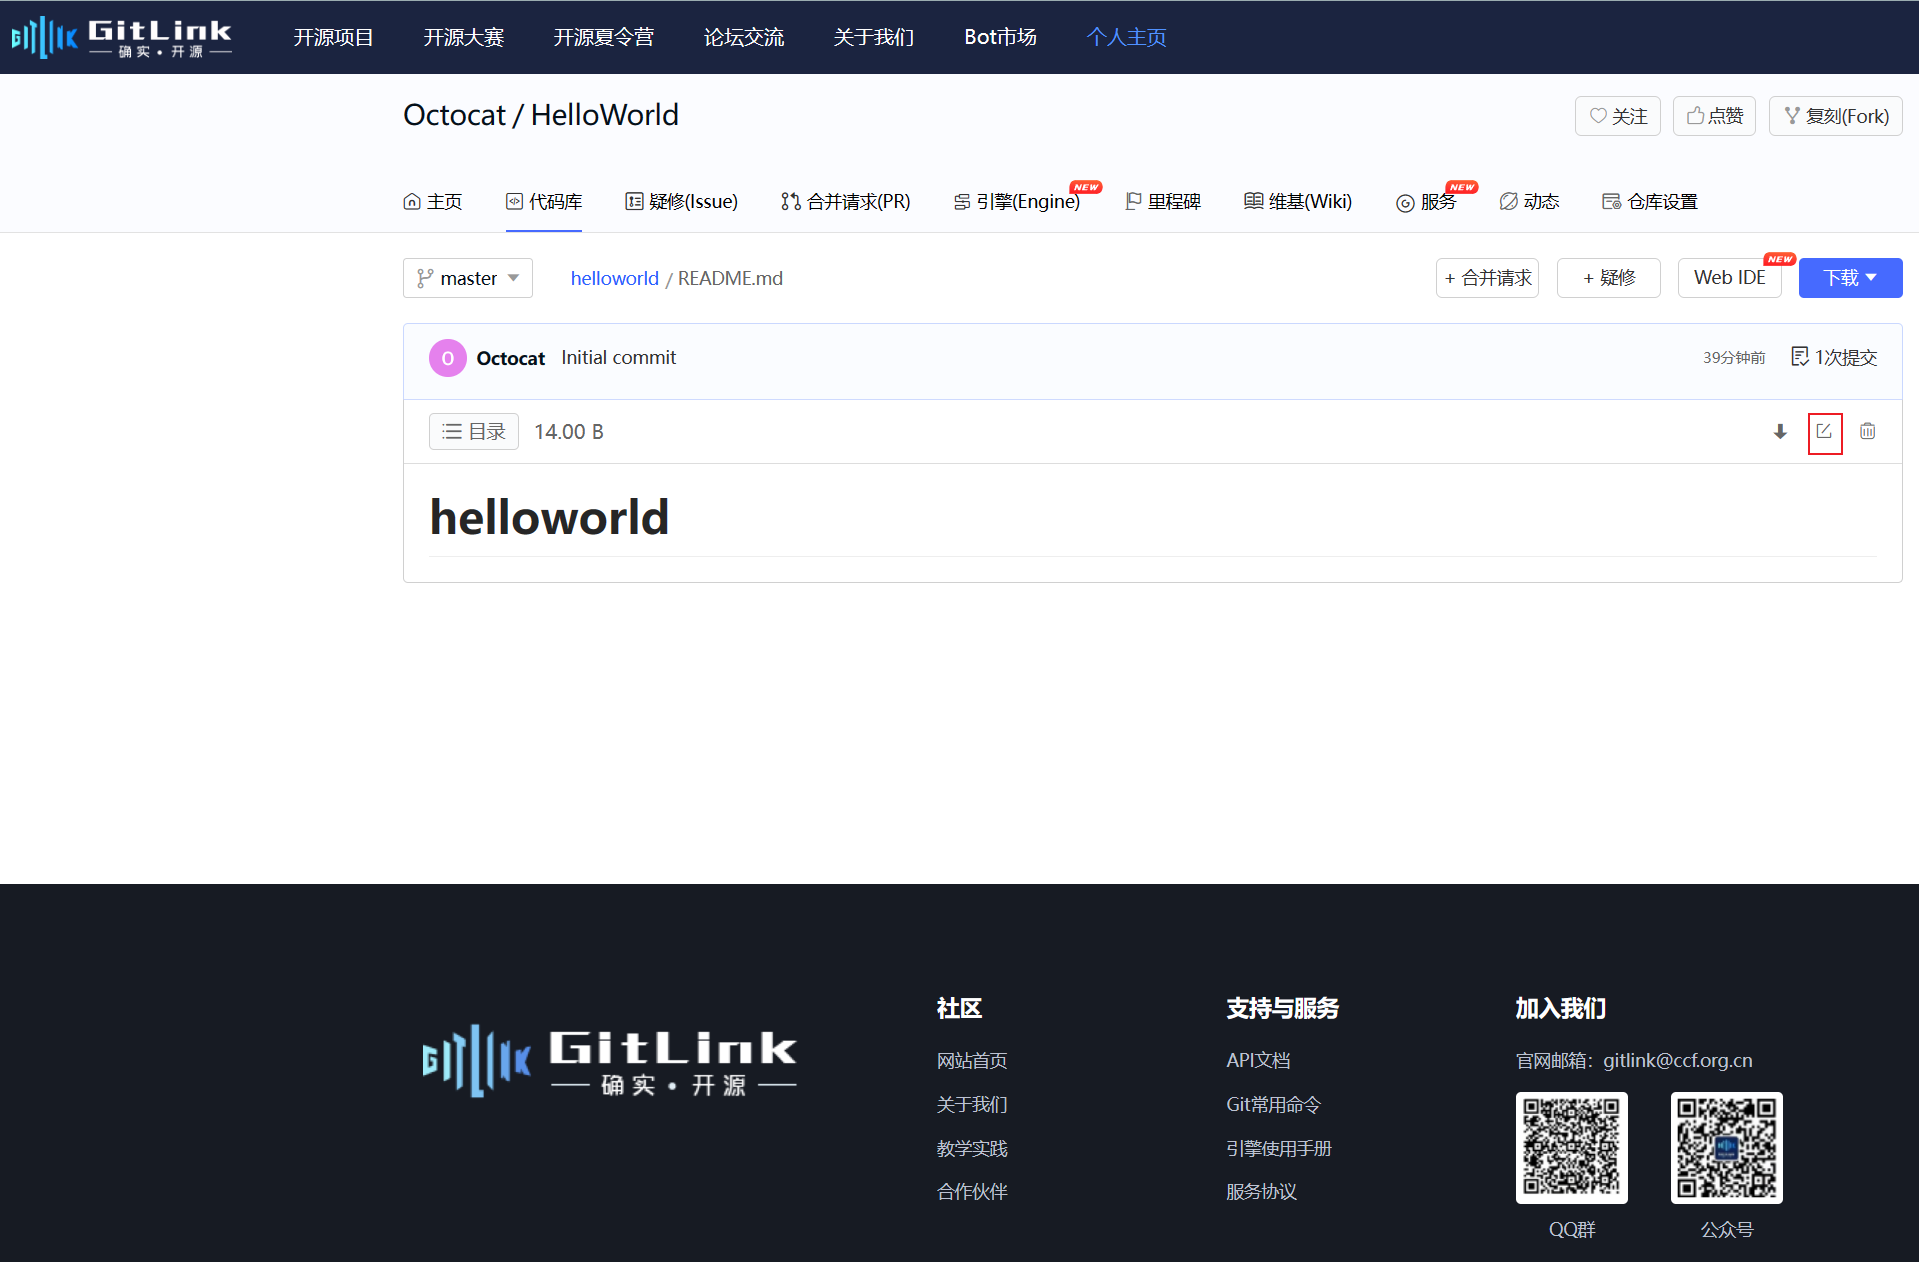 GitLink
确实·开源
开源项目 开源大赛 开源夏令营 论坛交流 关于我们 Bot市场 个人主页
Octocat / HelloWorld
关注 点赞 复刻(Fork)
主页 代码库 疑修(Issue) 合并请求(PR) 引擎(Engine) NEW 里程碑 维基(Wiki) 服务 NEW 动态 仓库设置
master helloworld / README.md + 合并请求 + 疑修 Web IDE NEW 下载
O Octocat Initial commit 39分钟前 1次提交
目录 14.00 B
helloworld
GitLink
确实·开源
社区
网站首页
关于我们
教学实践
合作伙伴
支持与服务
API文档
Git常用命令
引擎使用手册
服务协议
加入我们
官网邮箱：gitlink@ccf.org.cn
QQ群 公众号